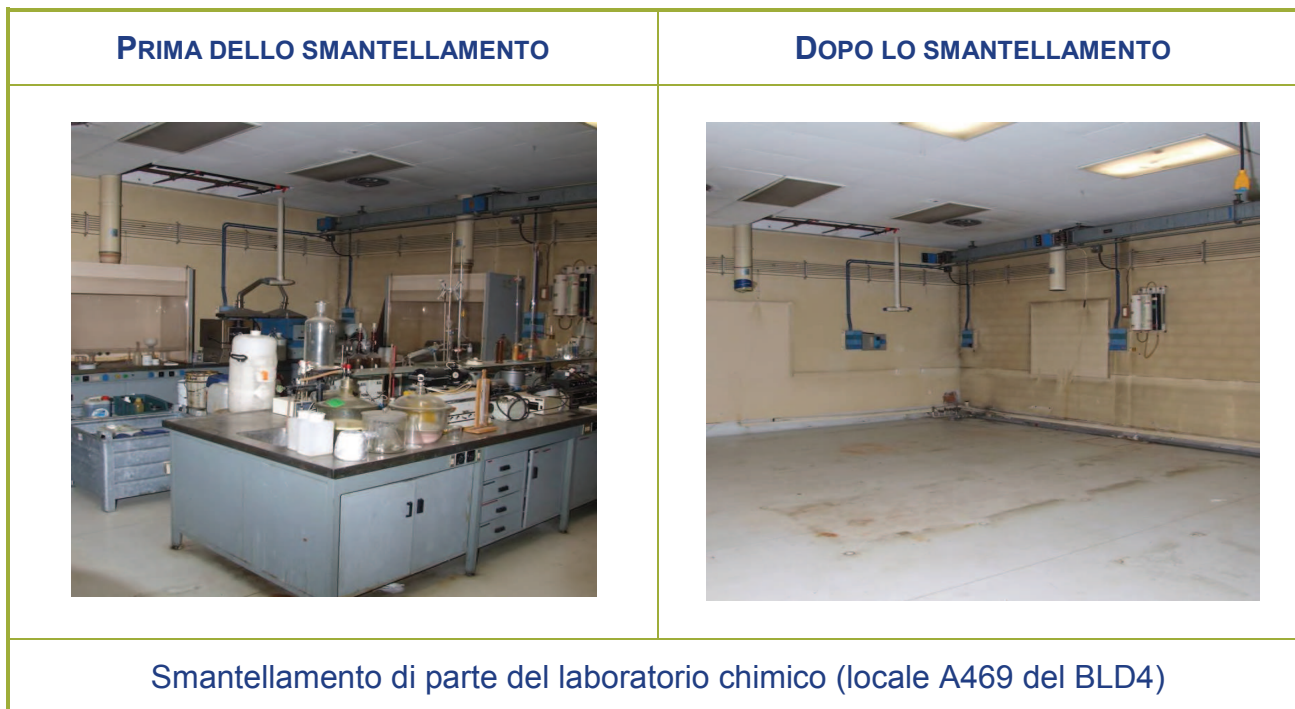 PRIMA DELLO SMANTELLAMENTO
DOPO LO SMANTELLAMENTO
Smantellamento di parte del laboratorio chimico (locale A469 del BLD4)